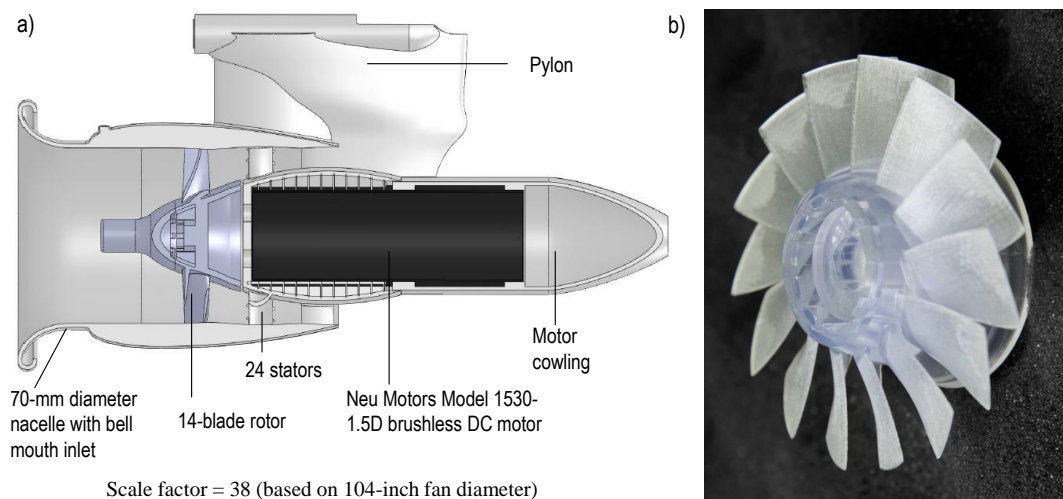 a)
b)
Pylon
Motor
cowling
24 stators
70-mm diameter
nacelle with bell
mouth inlet
14-blade rotor
Neu Motors Model 1530-
1.5D brushless DC motor
Scale factor = 38 (based on 104-inch fan diameter)